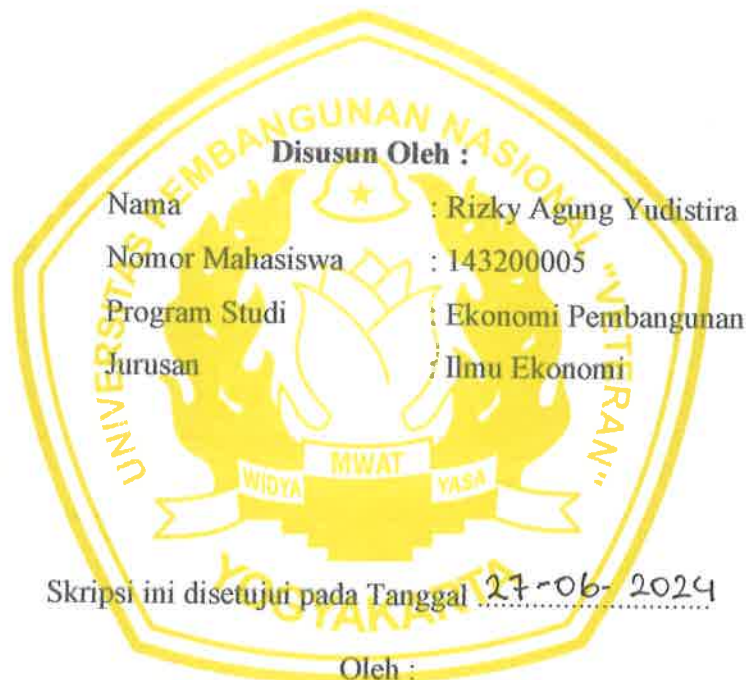 UNIVERSITAS PEMBANGUNAN NASIONAL "VETERAN"
Disusun Oleh :
Nama : Rizky Agung Yudistira
Nomor Mahasiswa : 143200005
Program Studi : Ekonomi Pembangunan
Jurusan : Ilmu Ekonomi
WIDYA MWAT YASA
YOGYAKARTA
Skripsi ini disetujui pada Tanggal 27-06-2024
Oleh :